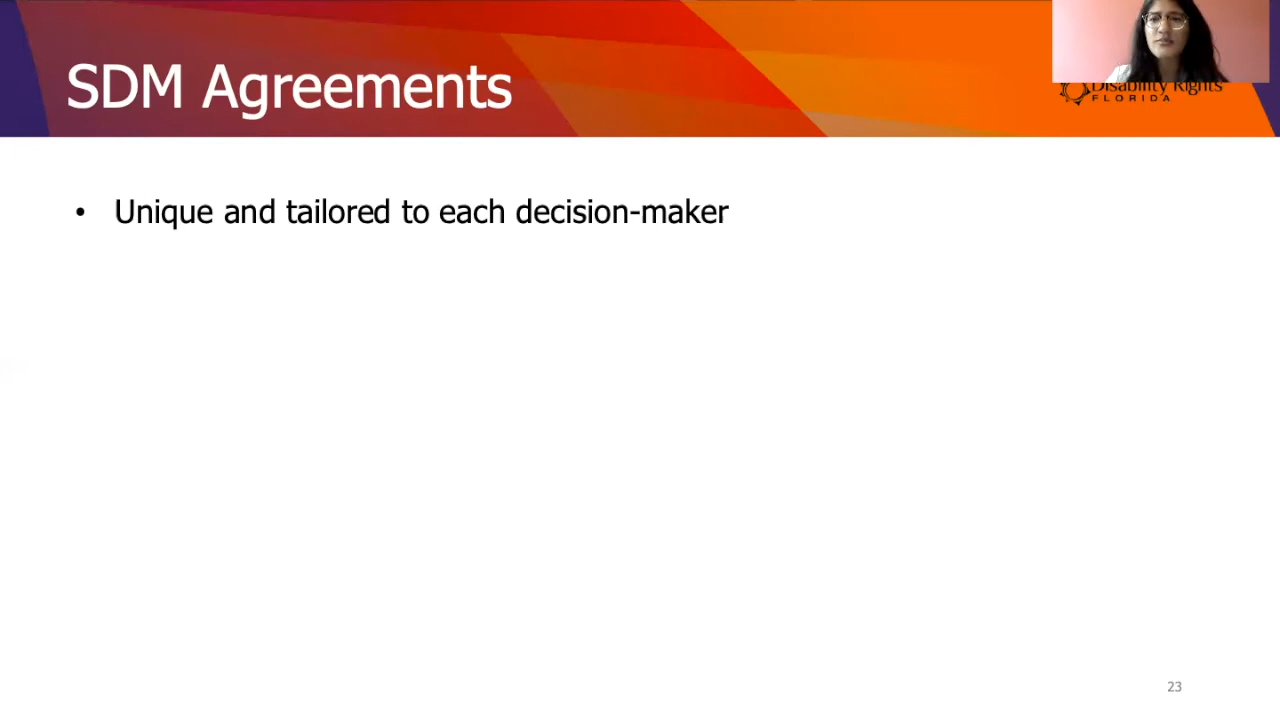 SDM Agreements
Disability Rights
FLORIDA
• Unique and tailored to each decision-maker
23